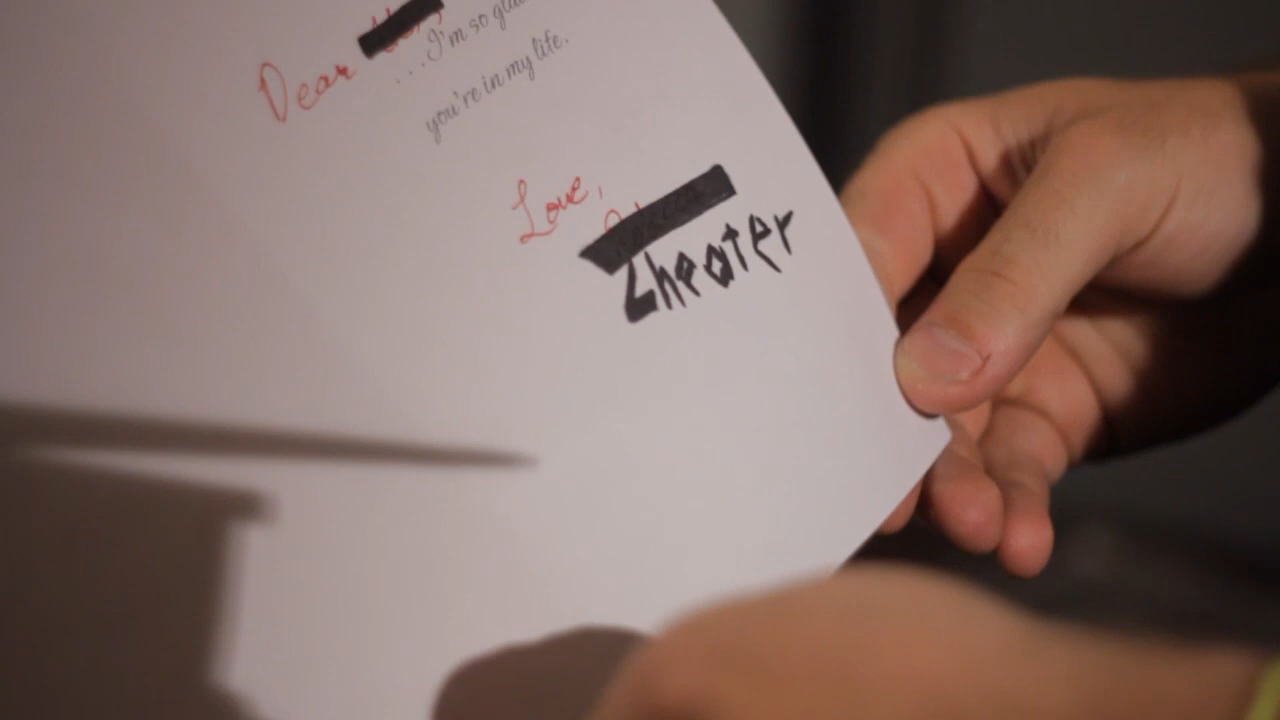 Dear
...I'm so glad
you're in my life.
Love,
Cheater